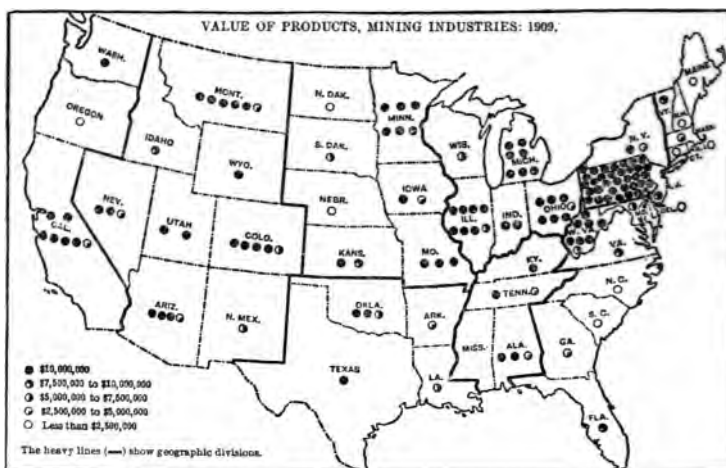 VALUE OF PRODUCTS, MINING INDUSTRIES: 1909.
WASH.
MONT.
N. DAK.
MINN.
MAINE
OREGON
IDAHO
S. DAK.
WIS.
MICH.
N. Y.
VT.
WYO.
NEBR.
IOWA
NEV.
UTAH
COLO.
ILL.
IND.
OHIO
CAL.
KANS.
MO.
KY.
VA.
ARIZ.
N. MEX.
OKLA.
ARK.
TENN.
N. C.
S. C.
MISS.
ALA.
GA.
TEXAS
LA.
FLA.
$10,000,000
$7,500,000 to $10,000,000
$5,000,000 to $7,500,000
$2,500,000 to $5,000,000
Less than $2,500,000
The heavy lines (—) show geographic divisions.